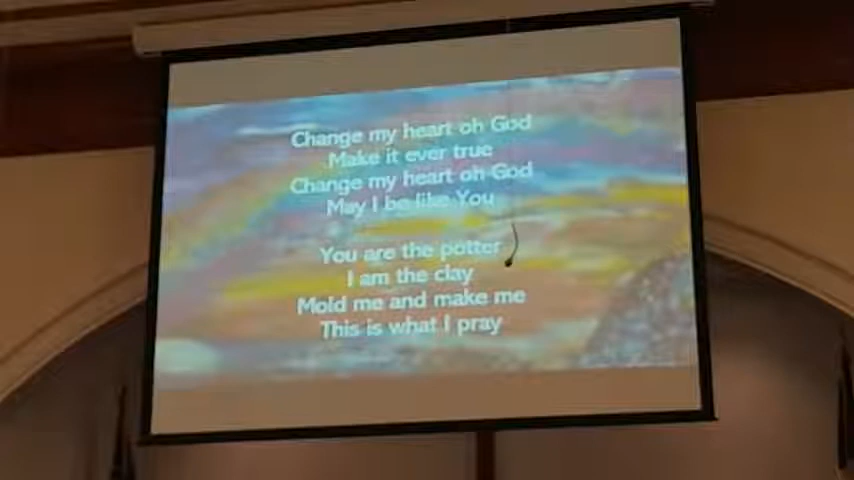 Change my heart oh God
Make it ever true
Change my heart oh God
May I be like You
You are the potter
I am the clay
Mold me and make me
This is what I pray